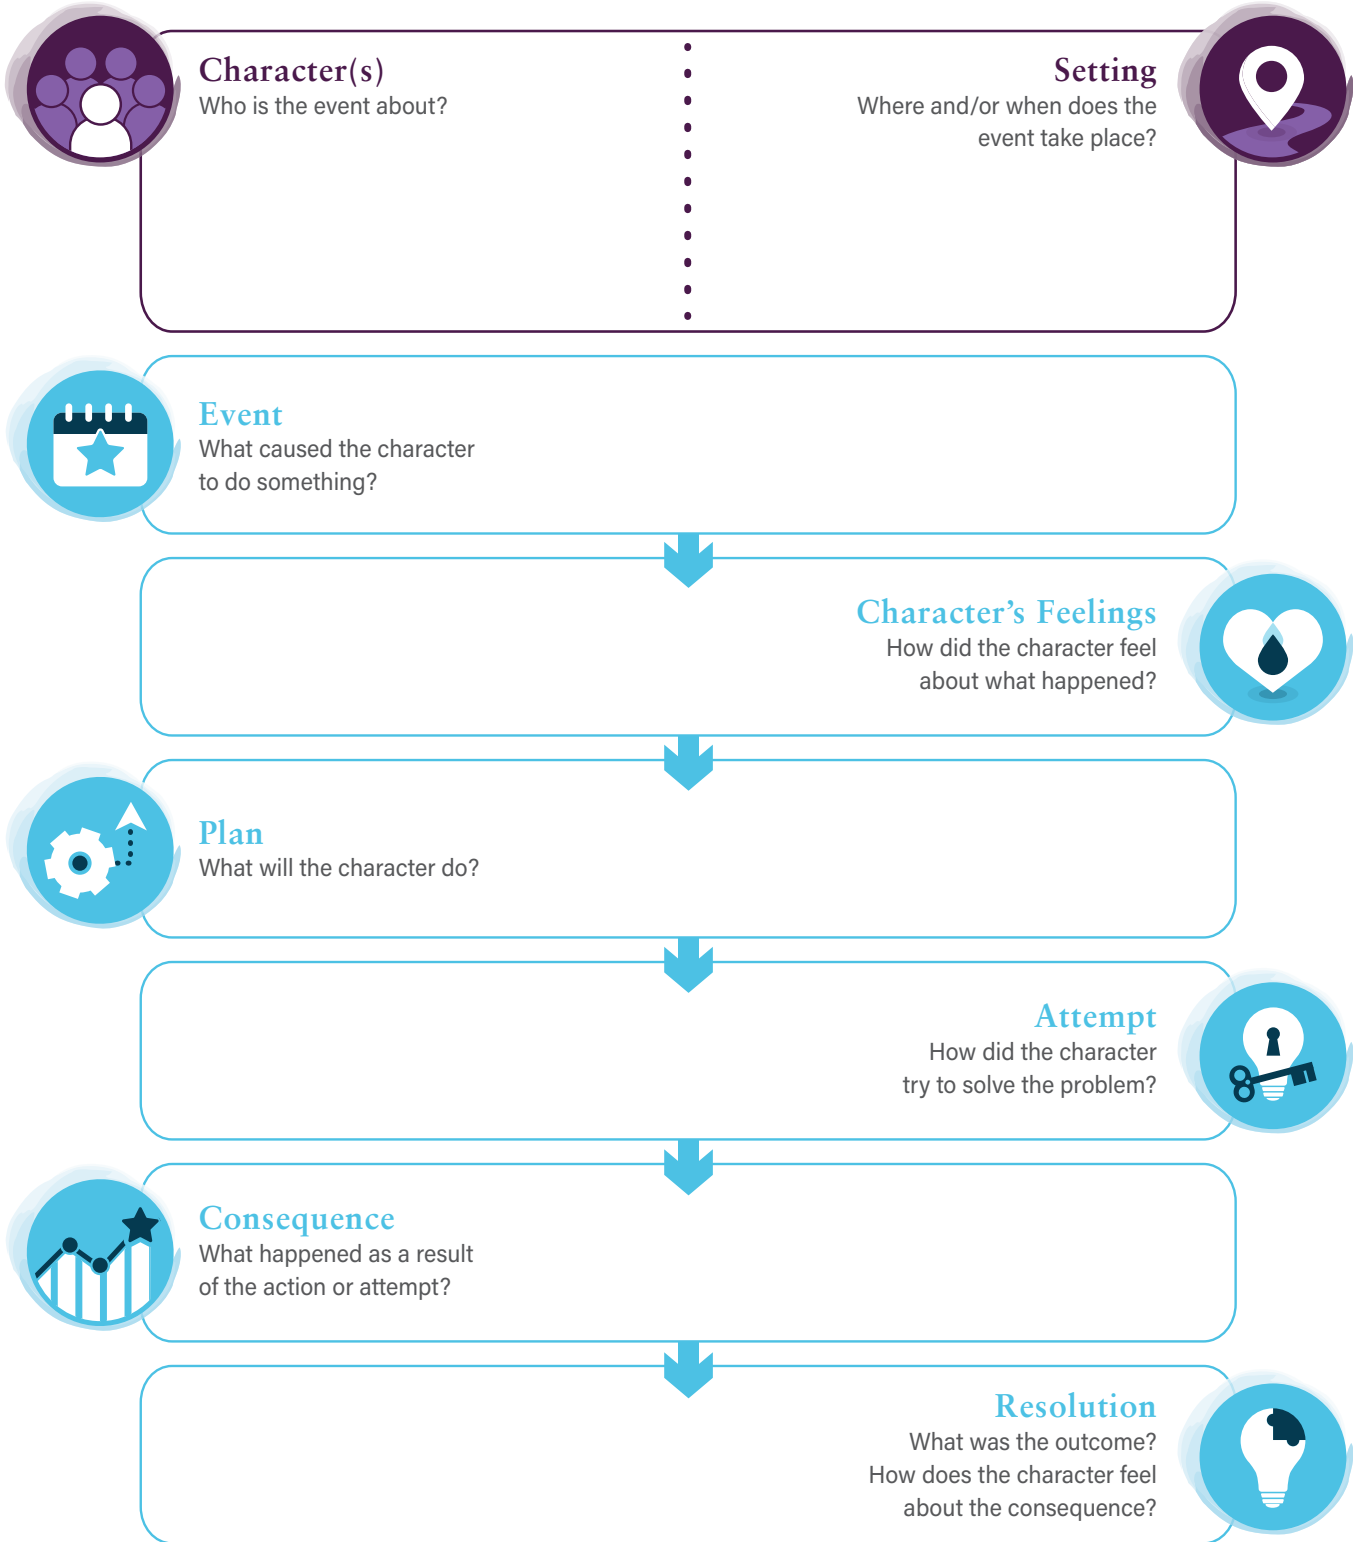 Character(s)
Who is the event about?
Setting
Where and/or when does the
event take place?
Event
What caused the character
to do something?
Character’s Feelings
How did the character feel
about what happened?
Plan
What will the character do?
Attempt
How did the character
try to solve the problem?
Consequence
What happened as a result
of the action or attempt?
Resolution
What was the outcome?
How does the character feel
about the consequence?